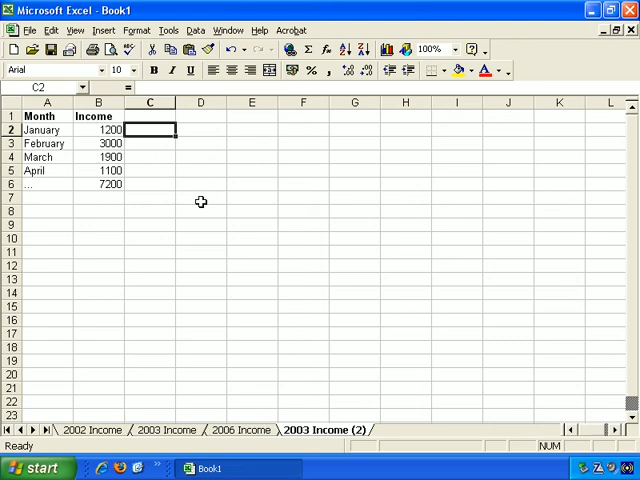 Microsoft Excel - Book1
File Edit View Insert Format Tools Data Window Help Acrobat
100%
Arial 10 B I U $ %
C2 =
A B C D E F G H I J K L
1 Month Income
2 January 1200
3 February 3000
4 March 1900
5 April 1100
6 ... 7200
7
8
9
10
11
12
13
14
15
16
17
18
19
20
21
22
23
2002 Income / 2003 Income / 2006 Income / 2003 Income (2) /
Ready NUM
start Book1